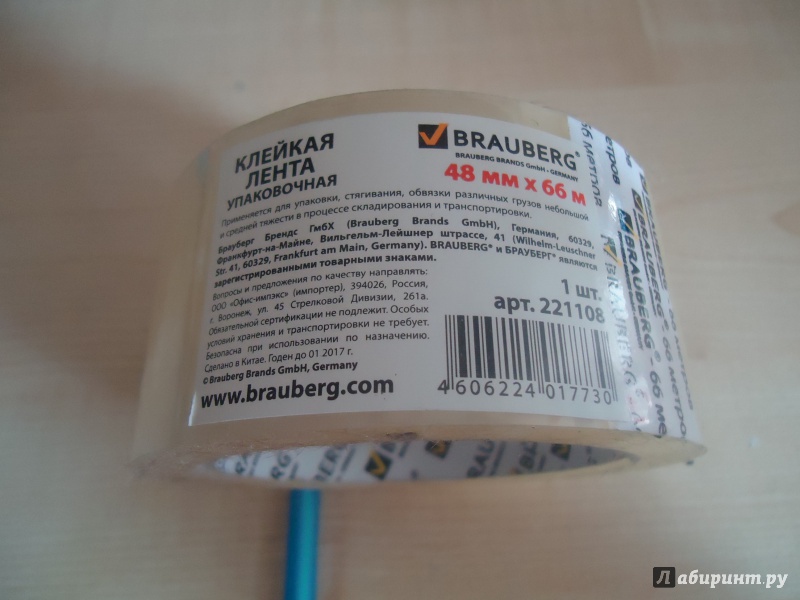 КЛЕЙКАЯ
ЛЕНТА
УПАКОВОЧНАЯ
BRAUBERG®
BRAUBERG BRANDS GmbH - GERMANY
48 мм x 66 м
Применяется для упаковки, стягивания, обвязки различных грузов небольшой
и средней тяжести в процессе складирования и транспортировки.
Брауберг Брендс ГмбХ (Brauberg Brands GmbH), Германия, 60329,
Франкфурт-на-Майне, Вильгельм-Лейшнер штрассе, 41 (Wilhelm-Leuschner
Str. 41, 60329, Frankfurt am Main, Germany). BRAUBERG® и БРАУБЕРГ® являются
зарегистрированными товарными знаками.
Вопросы и предложения по качеству направлять:
ООО «Офис-импэкс» (импортер), 394026, Россия,
г. Воронеж, ул. 45 Стрелковой Дивизии, 261а.
Обязательной сертификации не подлежит. Особых
условий хранения и транспортировки не требует.
Безопасна при использовании по назначению.
Сделано в Китае. Годен до 01.2017 г.
© Brauberg Brands GmbH, Germany
www.brauberg.com
1 шт.
арт. 221108
4 606224 017730
BRAUBERG
BRAUBERG®
66 метров
Лабиринт.ру